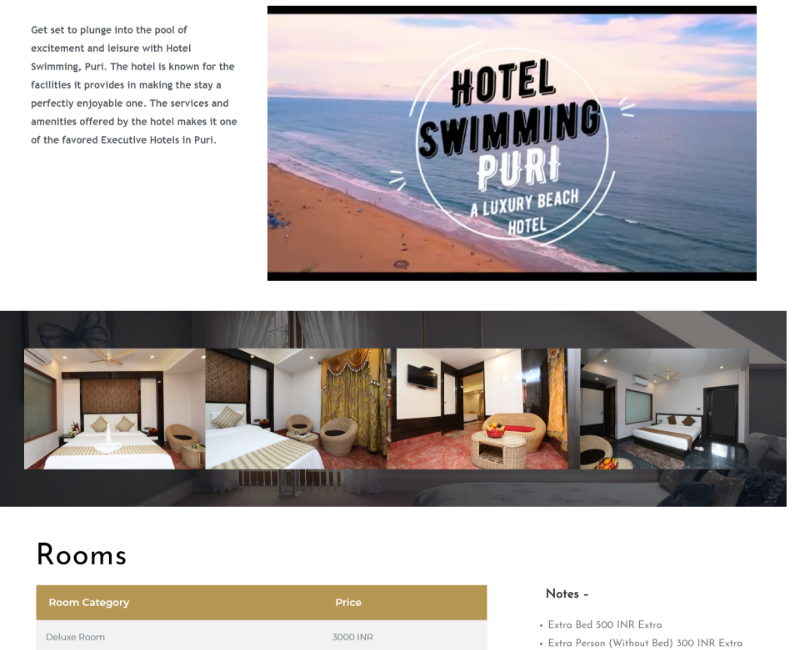 Get set to plunge into the pool of
excitement and leisure with Hotel
Swimming, Puri. The hotel is known for the
facilities it provides in making the stay a
perfectly enjoyable one. The services and
amenities offered by the hotel makes it one
of the favored Executive Hotels in Puri.
HOTEL
SWIMMING
PURI
A LUXURY BEACH
HOTEL
Rooms
Room Category Price
Deluxe Room 3000 INR
Notes –
• Extra Bed 500 INR Extra
• Extra Person (Without Bed) 300 INR Extra